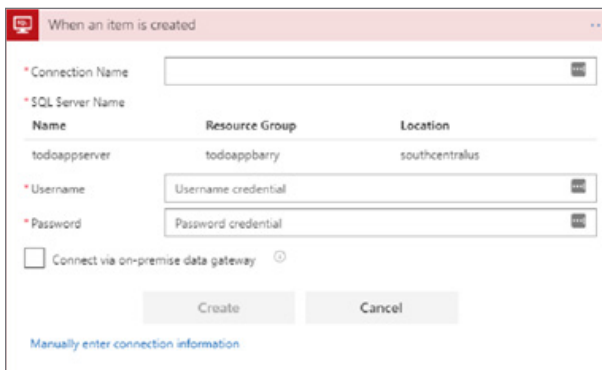 When an item is created
* Connection Name
* SQL Server Name
Name Resource Group Location
todoappserver todoappbarry southcentralus
* Username Username credential
* Password Password credential
Connect via on-premise data gateway
Create Cancel
Manually enter connection information